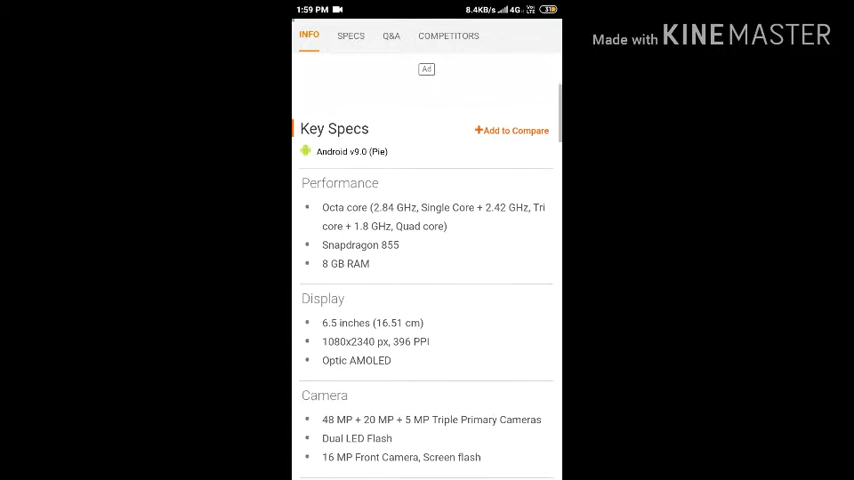 1:59 PM
8.4KB/s 4G VoLTE 31
Made with KINEMASTER
INFO SPECS Q&A COMPETITORS
Ad
Key Specs
+Add to Compare
Android v9.0 (Pie)
Performance
Octa core (2.84 GHz, Single Core + 2.42 GHz, Tri
core + 1.8 GHz, Quad core)
Snapdragon 855
8 GB RAM
Display
6.5 inches (16.51 cm)
1080x2340 px, 396 PPI
Optic AMOLED
Camera
48 MP + 20 MP + 5 MP Triple Primary Cameras
Dual LED Flash
16 MP Front Camera, Screen flash